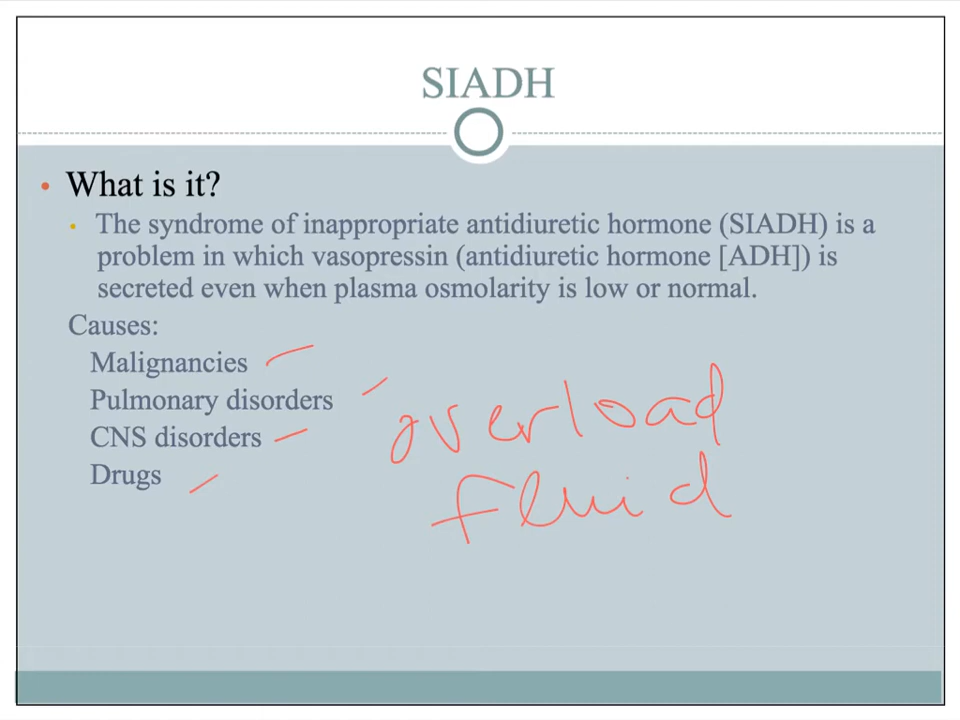 SIADH
• What is it?
• The syndrome of inappropriate antidiuretic hormone (SIADH) is a
problem in which vasopressin (antidiuretic hormone [ADH]) is
secreted even when plasma osmolarity is low or normal.
Causes:
Malignancies
Pulmonary disorders
CNS disorders
Drugs
overload
fluid